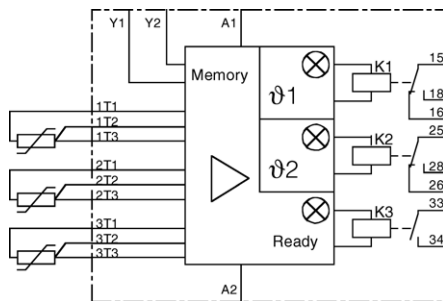 Y1 Y2 A1
Memory
ϑ1
K1
15
18
16
1T1
1T2
1T3
ϑ2
K2
25
28
26
2T1
2T2
2T3
K3
33
34
3T1
3T2
3T3
Ready
A2